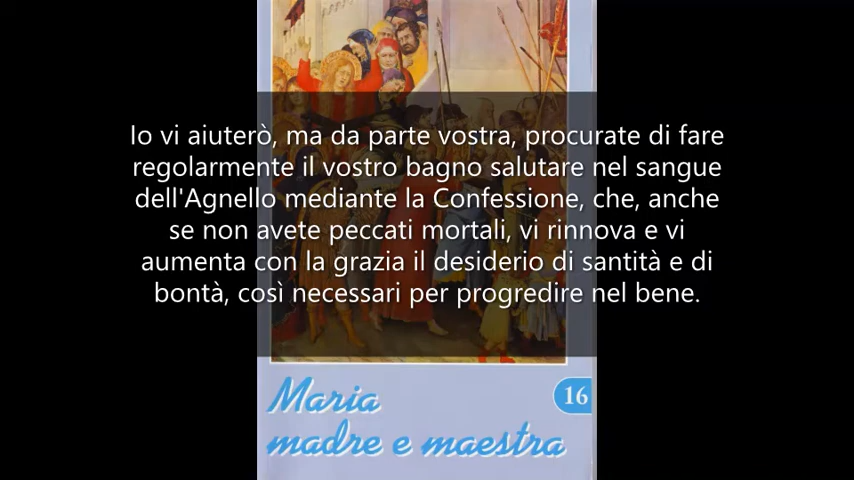 Io vi aiuterò, ma da parte vostra, procurate di fare
regolarmente il vostro bagno salutare nel sangue
dell'Agnello mediante la Confessione, che, anche
se non avete peccati mortali, vi rinnova e vi
aumenta con la grazia il desiderio di santità e di
bontà, così necessari per progredire nel bene.
Maria
16
madre e maestra